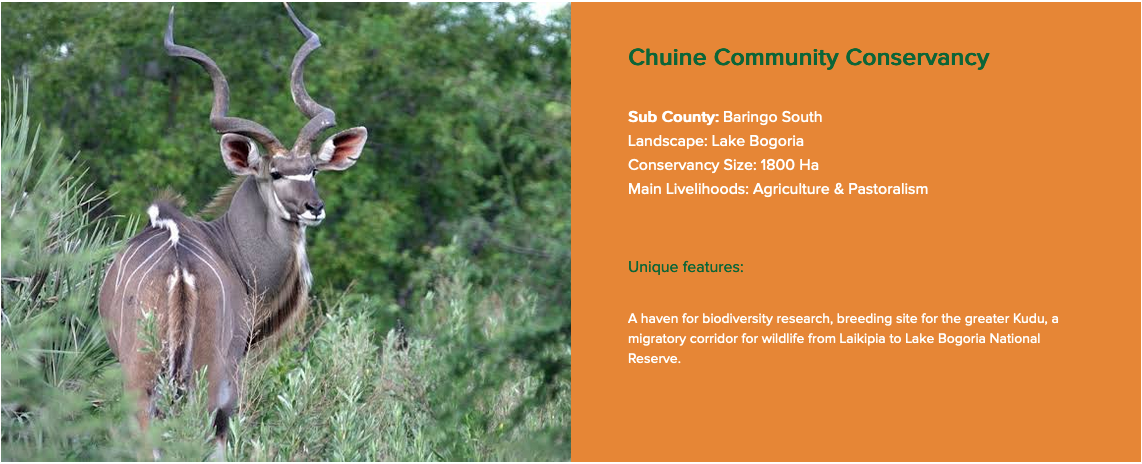 Chuine Community Conservancy
Sub County: Baringo South
Landscape: Lake Bogoria
Conservancy Size: 1800 Ha
Main Livelihoods: Agriculture & Pastoralism
Unique features:
A haven for biodiversity research, breeding site for the greater Kudu, a
migratory corridor for wildlife from Laikipia to Lake Bogoria National
Reserve.